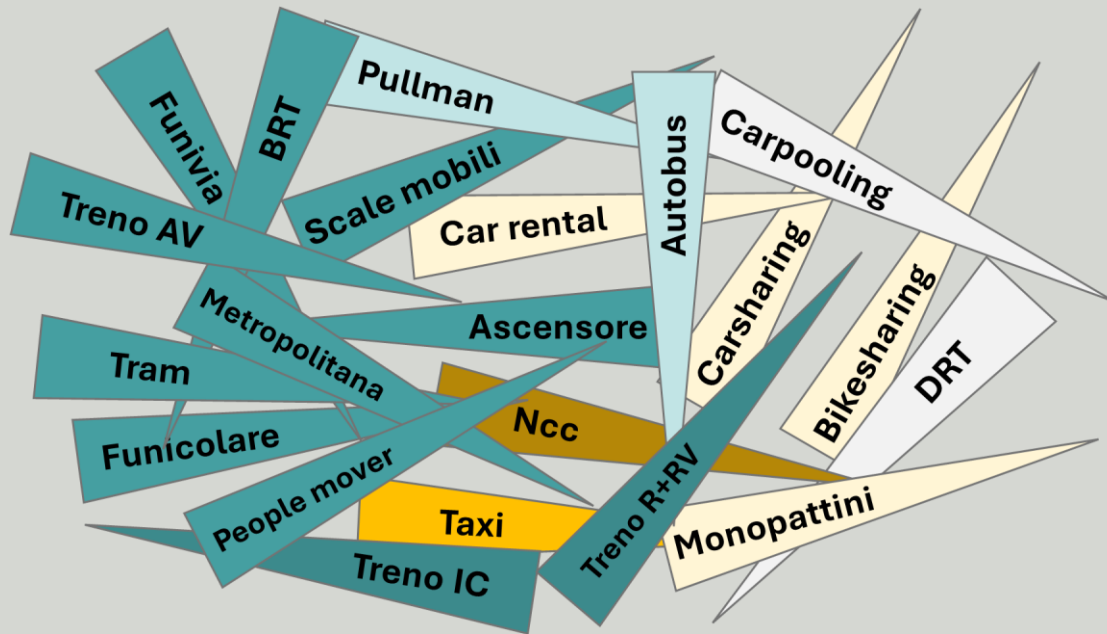 Funivia
BRT
Pullman
Scale mobili
Autobus
Carpooling
Treno AV
Car rental
Carsharing
Bikesharing
Metropolitana
Ascensore
Tram
DRT
Funicolare
Ncc
People mover
Taxi
Treno R+RV
Monopattini
Treno IC